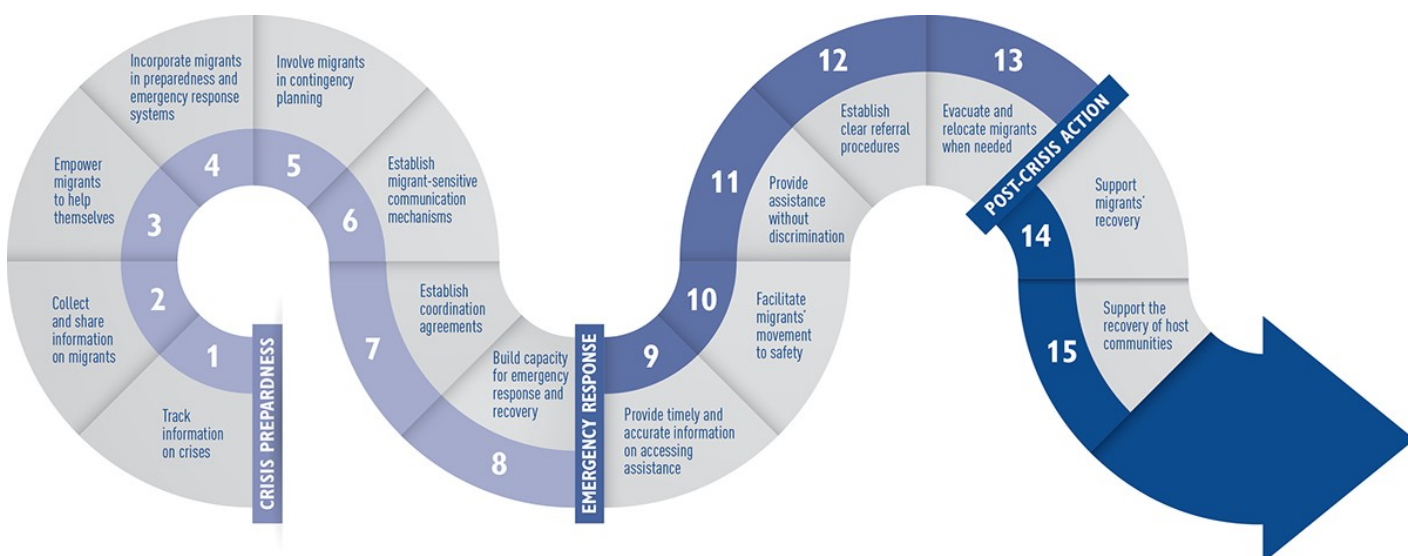 CRISIS PREPARDNESS
1
Track
information
on crises
2
Collect
and share
information
on migrants
3
Empower
migrants
to help
themselves
4
Incorporate migrants
in preparedness and
emergency response
systems
5
Involve migrants
in contingency
planning
6
Establish
migrant-sensitive
communication
mechanisms
7
Establish
coordination
agreements
8
Build capacity
for emergency
response and
recovery
EMERGENCY RESPONSE
9
Provide timely and
accurate information
on accessing
assistance
10
Facilitate
migrants'
movement
to safety
11
Provide
assistance
without
discrimination
12
Establish
clear referral
procedures
13
Evacuate and
relocate migrants
when needed
POST-CRISIS ACTION
14
Support
migrants'
recovery
15
Support the
recovery of host
communities